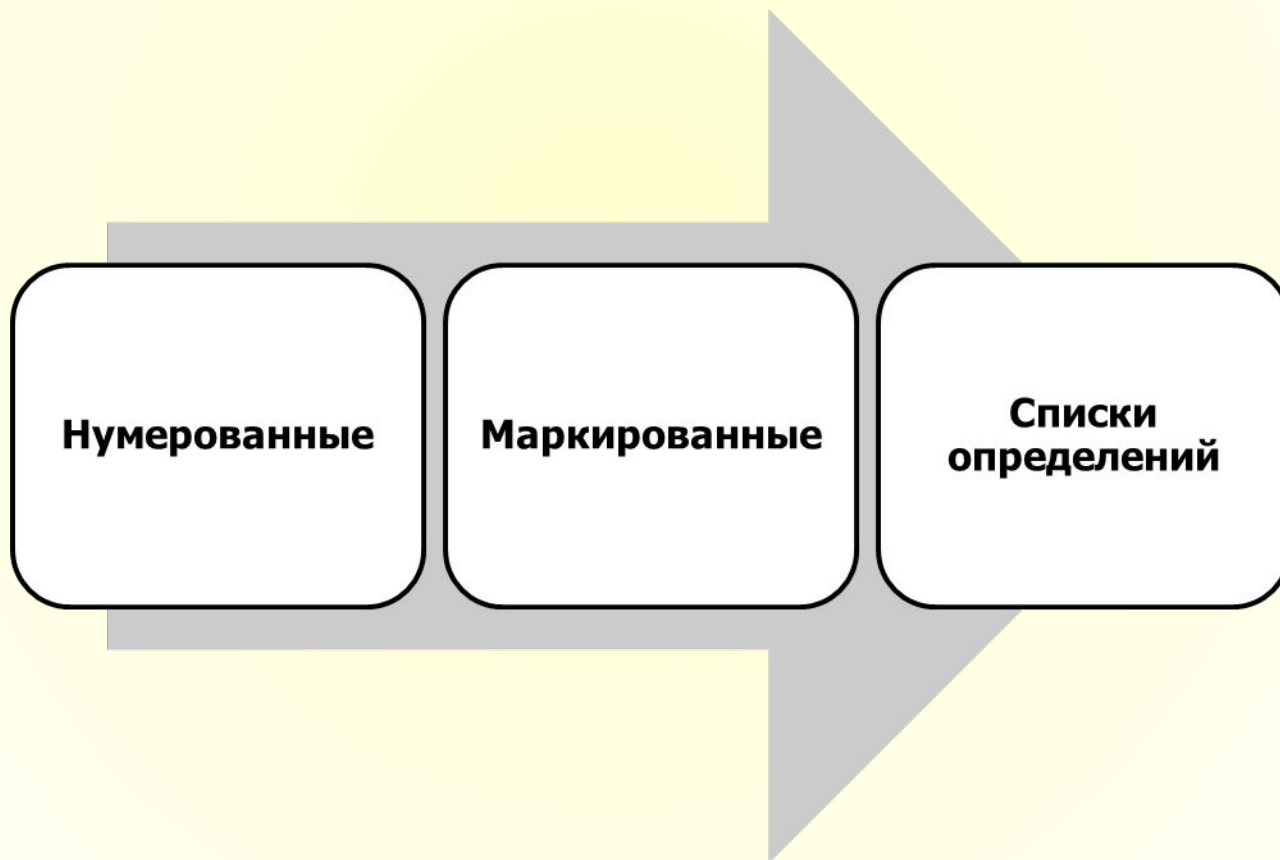 Нумерованные
Маркированные
Списки
определений